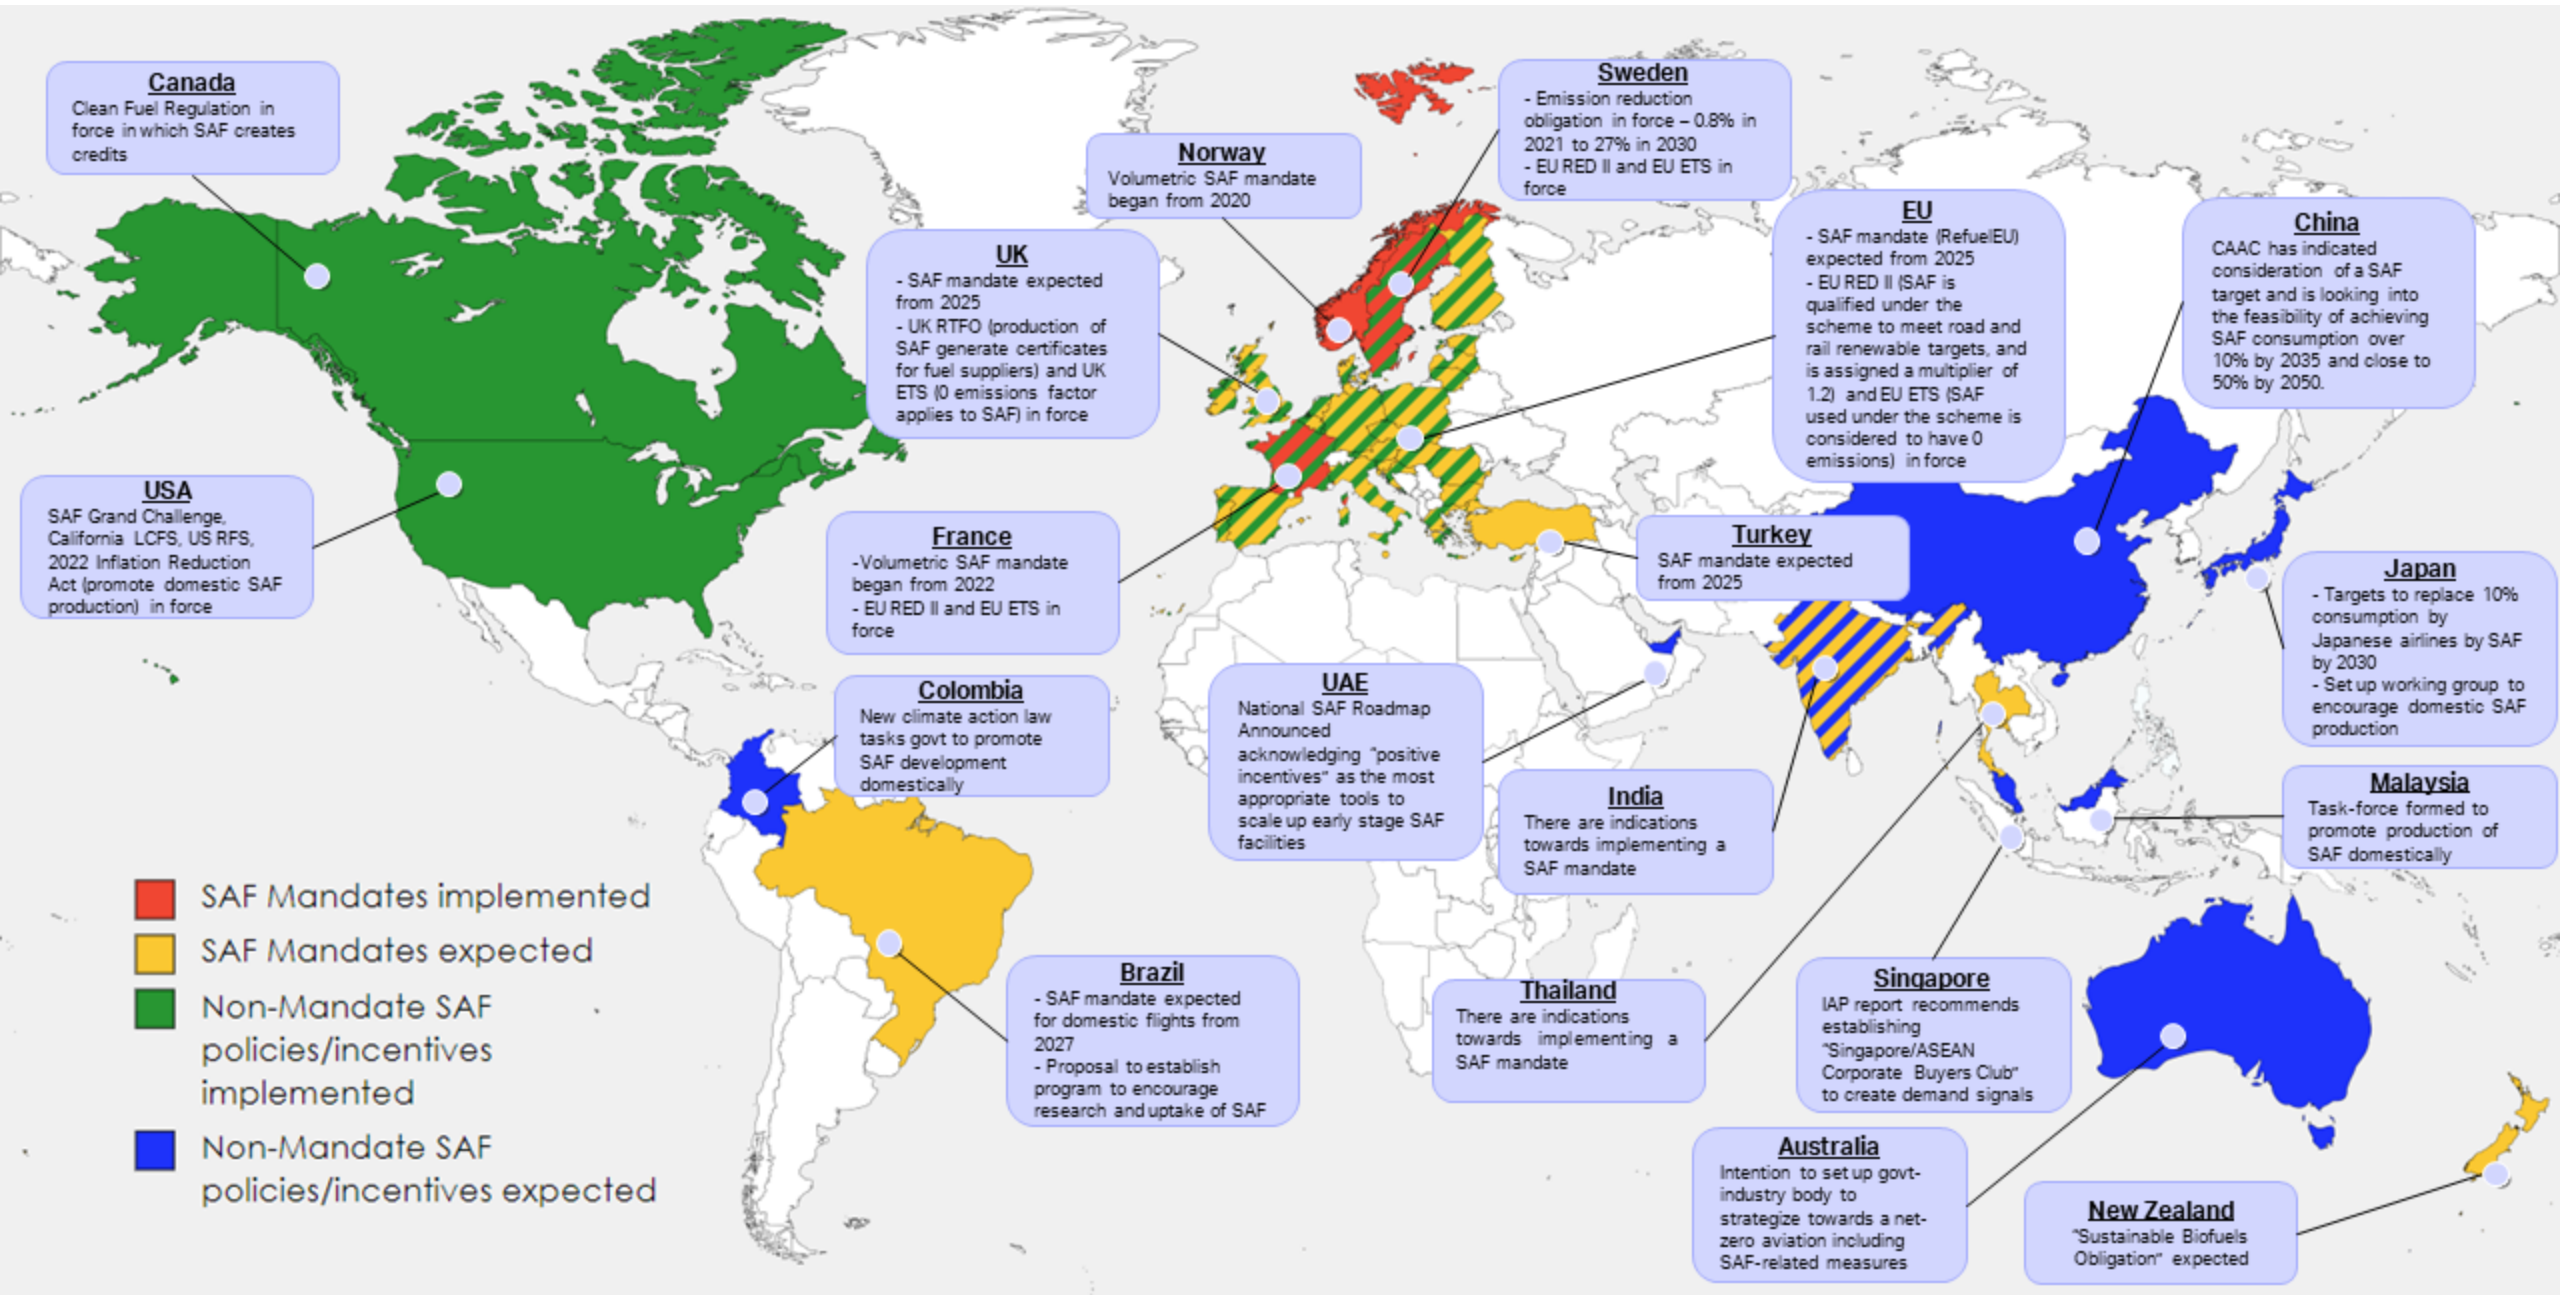 Canada
Clean Fuel Regulation in
force in which SAF creates
credits
USA
SAF Grand Challenge,
California LCFS, US RFS,
2022 Inflation Reduction
Act (promote domestic SAF
production) in force
Norway
Volumetric SAF mandate
began from 2020
Sweden
- Emission reduction
obligation in force – 0.8% in
2021 to 27% in 2030
- EU RED II and EU ETS in
force
UK
- SAF mandate expected
from 2025
- UK RTFO (production of
SAF generate certificates
for fuel suppliers) and UK
ETS (0 emissions factor
applies to SAF) in force
EU
- SAF mandate (RefuelEU)
expected from 2025
- EU RED II (SAF is
qualified under the
scheme to meet road and
rail renewable targets, and
is assigned a multiplier of
1.2) and EU ETS (SAF
used under the scheme is
considered to have 0
emissions) in force
China
CAAC has indicated
consideration of a SAF
target and is looking into
the feasibility of achieving
SAF consumption over
10% by 2035 and close to
50% by 2050.
France
-Volumetric SAF mandate
began from 2022
- EU RED II and EU ETS in
force
Turkey
SAF mandate expected
from 2025
Japan
- Targets to replace 10%
consumption by
Japanese airlines by SAF
by 2030
- Set up working group to
encourage domestic SAF
production
Colombia
New climate action law
tasks govt to promote
SAF development
domestically
UAE
National SAF Roadmap
Announced
acknowledging "positive
incentives" as the most
appropriate tools to
scale up early stage SAF
facilities
India
There are indications
towards implementing a
SAF mandate
Malaysia
Task-force formed to
promote production of
SAF domestically
Brazil
- SAF mandate expected
for domestic flights from
2027
- Proposal to establish
program to encourage
research and uptake of SAF
Thailand
There are indications
towards implementing a
SAF mandate
Singapore
IAP report recommends
establishing
"Singapore/ASEAN
Corporate Buyers Club"
to create demand signals
Australia
Intention to set up govt-
industry body to
strategize towards a net-
zero aviation including
SAF-related measures
New Zealand
"Sustainable Biofuels
Obligation" expected
SAF Mandates implemented
SAF Mandates expected
Non-Mandate SAF
policies/incentives
implemented
Non-Mandate SAF
policies/incentives expected